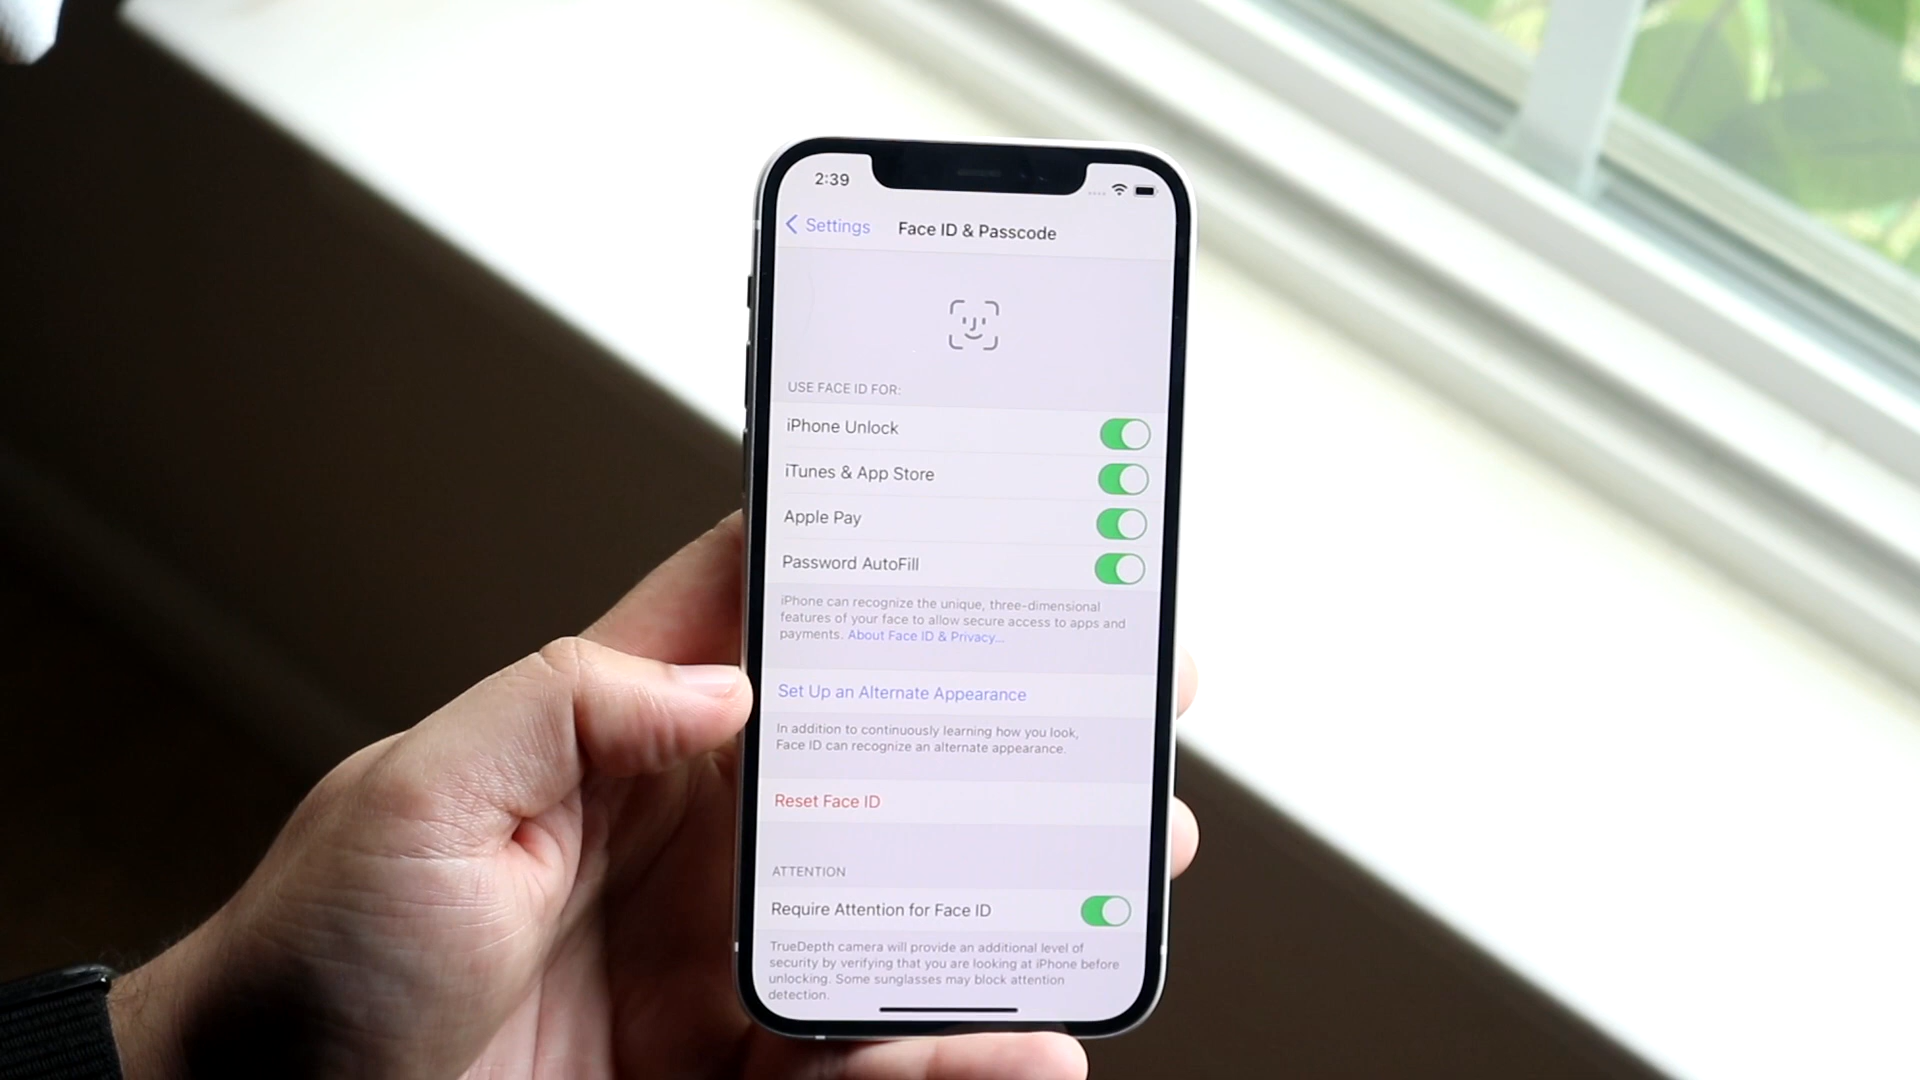 2:39
Settings Face ID & Passcode
USE FACE ID FOR:
iPhone Unlock
iTunes & App Store
Apple Pay
Password AutoFill
iPhone can recognize the unique, three-dimensional
features of your face to allow secure access to apps and
payments. About Face ID & Privacy...
Set Up an Alternate Appearance
In addition to continuously learning how you look,
Face ID can recognize an alternate appearance.
Reset Face ID
ATTENTION
Require Attention for Face ID
TrueDepth camera will provide an additional level of
security by verifying that you are looking at iPhone before
unlocking. Some sunglasses may block attention
detection.